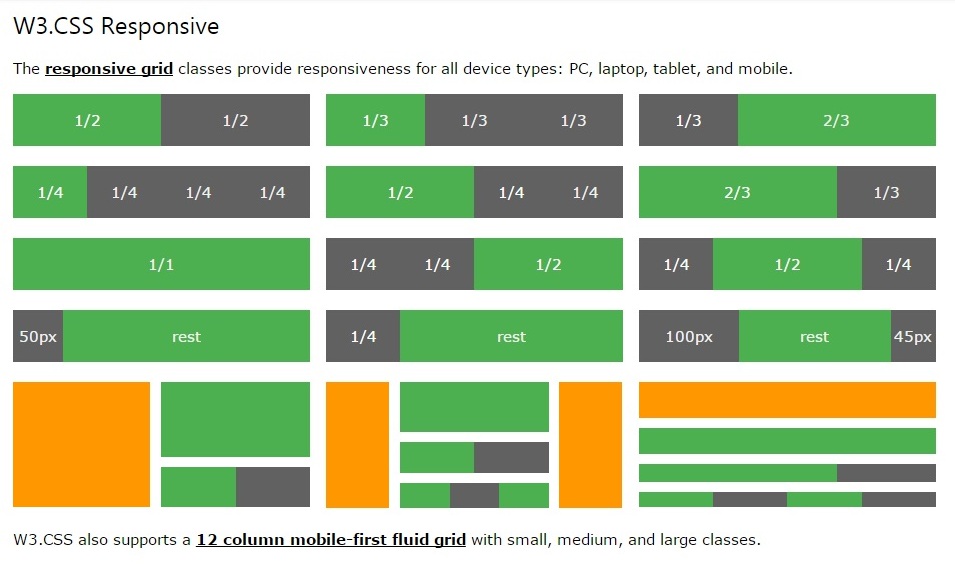 W3.CSS Responsive
The responsive grid classes provide responsiveness for all device types: PC, laptop, tablet, and mobile.
1/2 1/2 1/3 1/3 1/3 1/3 2/3
1/4 1/4 1/4 1/4 1/2 1/4 1/4 2/3 1/3
1/1 1/4 1/4 1/2 1/4 1/2 1/4
50px rest 1/4 rest 100px rest 45px
W3.CSS also supports a 12 column mobile-first fluid grid with small, medium, and large classes.